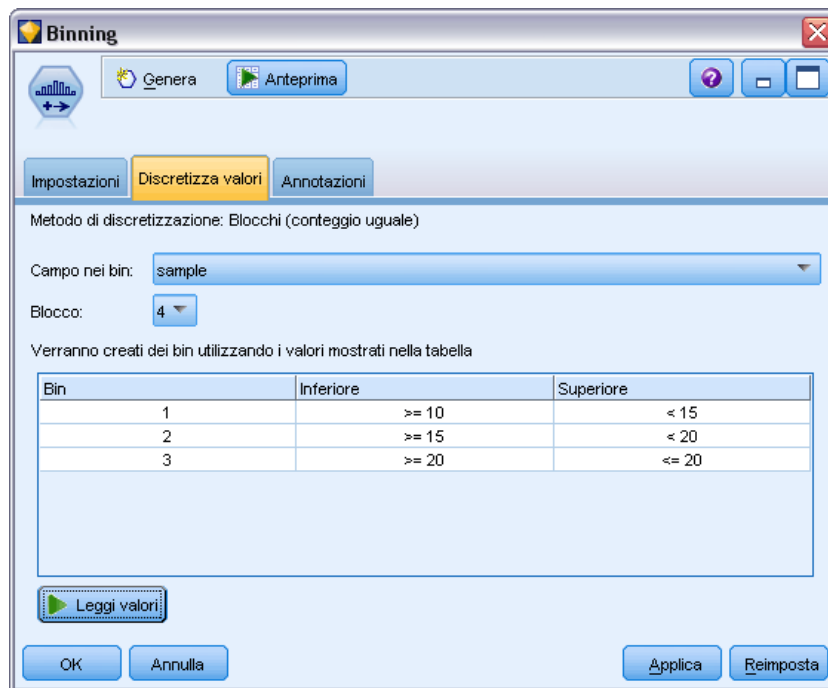 Binning
Genera Anteprima
Impostazioni Discretizza valori Annotazioni
Metodo di discretizzazione: Blocchi (conteggio uguale)
Campo nei bin: sample
Blocco: 4
Verranno creati dei bin utilizzando i valori mostrati nella tabella
Bin Inferiore Superiore
1 >= 10 < 15
2 >= 15 < 20
3 >= 20 <= 20
Leggi valori
OK Annulla Applica Reimposta